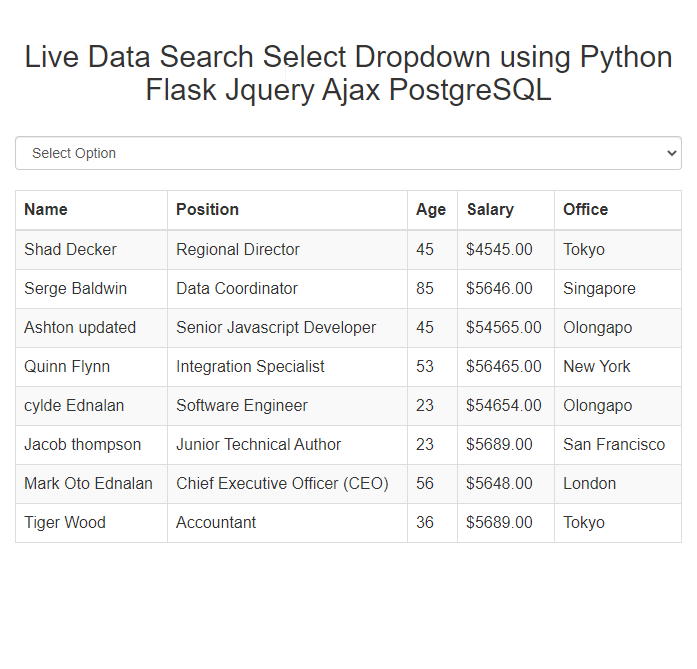 Live Data Search Select Dropdown using Python
Flask Jquery Ajax PostgreSQL
Select Option
Name Position Age Salary Office
Shad Decker Regional Director 45 $4545.00 Tokyo
Serge Baldwin Data Coordinator 85 $5646.00 Singapore
Ashton updated Senior Javascript Developer 45 $54565.00 Olongapo
Quinn Flynn Integration Specialist 53 $56465.00 New York
cylde Ednalan Software Engineer 23 $54654.00 Olongapo
Jacob thompson Junior Technical Author 23 $5689.00 San Francisco
Mark Oto Ednalan Chief Executive Officer (CEO) 56 $5648.00 London
Tiger Wood Accountant 36 $5689.00 Tokyo